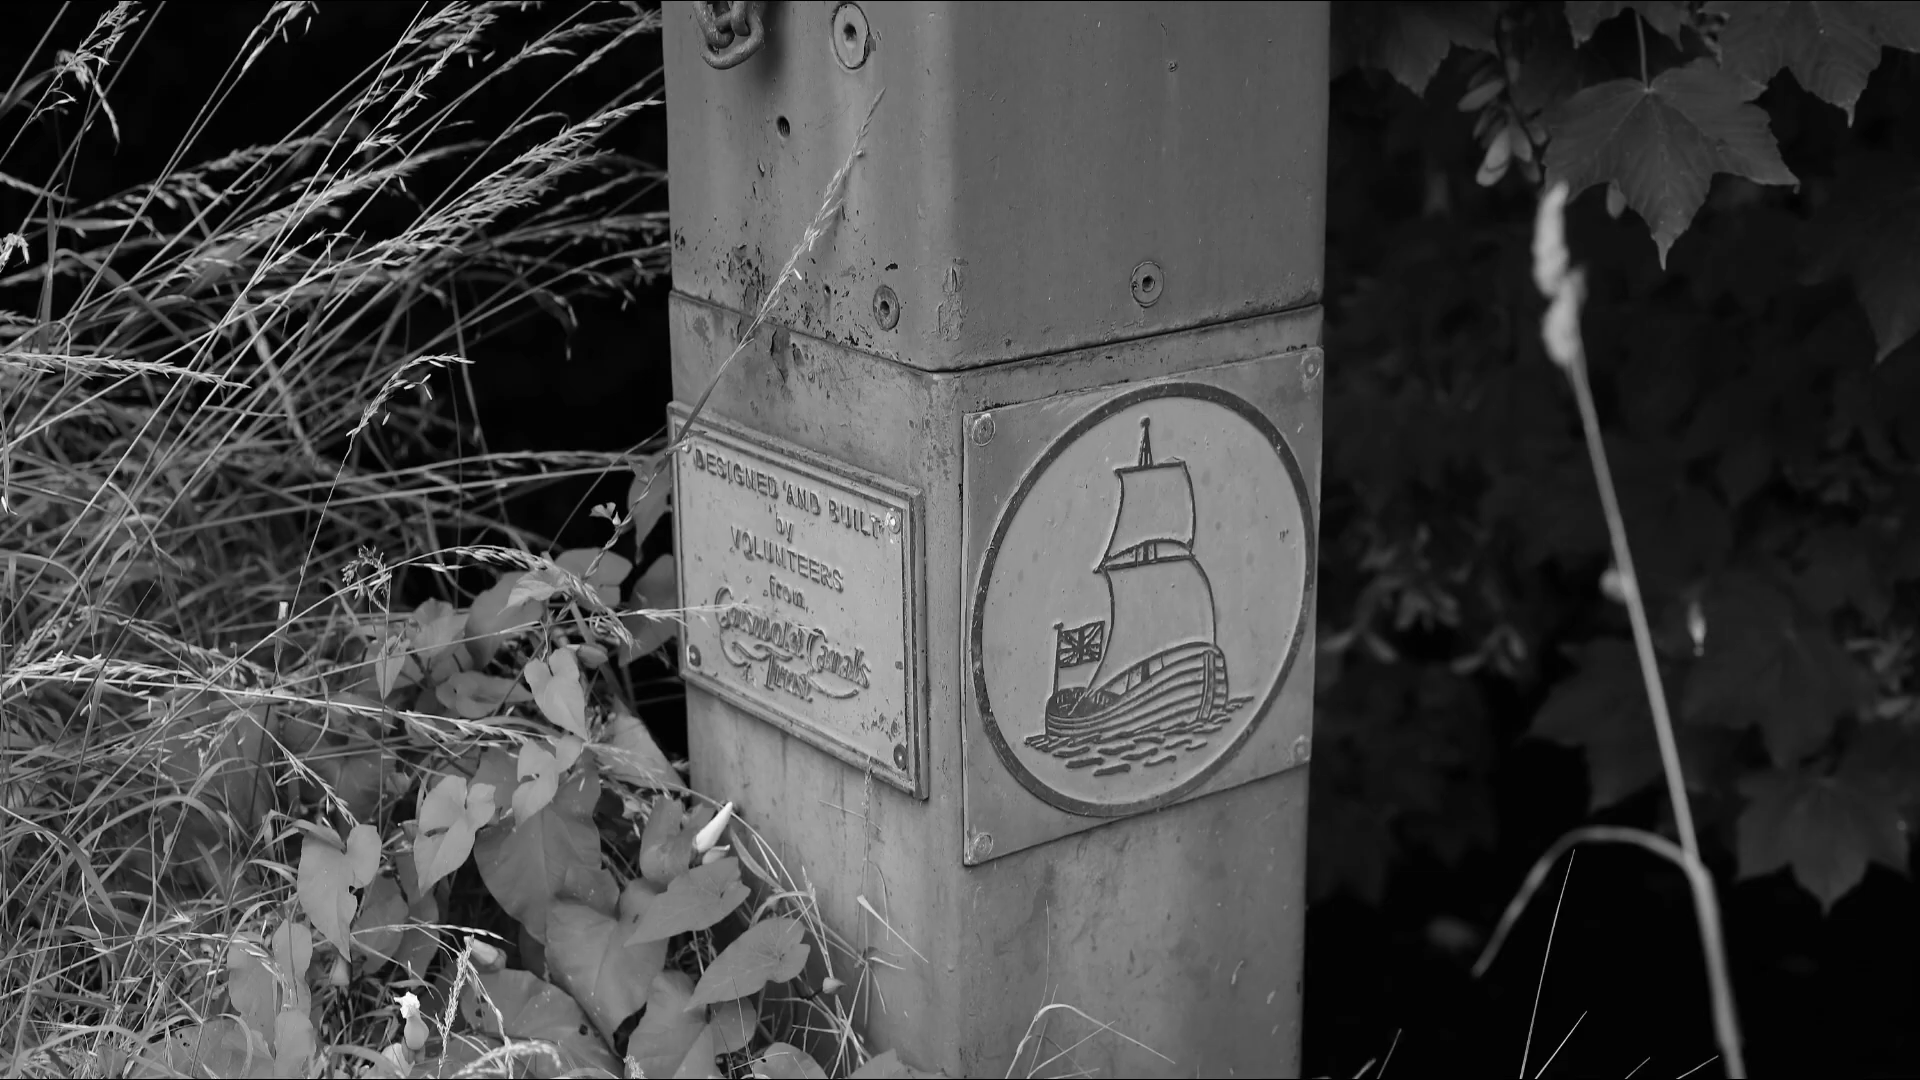 DESIGNED AND BUILT
by
VOLUNTEERS
from
Cotswold Canals
Trust